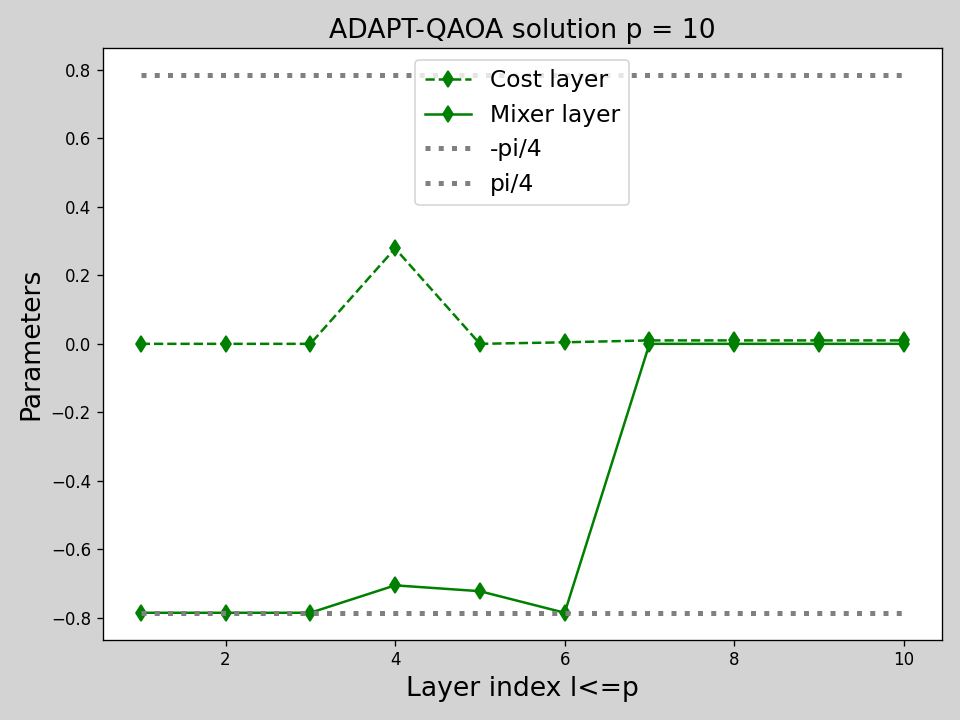 ADAPT-QAOA solution p = 10
Cost layer
Mixer layer
-pi/4
pi/4
Parameters
0.8
0.6
0.4
0.2
0.0
−0.2
−0.4
−0.6
−0.8
2 4 6 8 10
Layer index l<=p